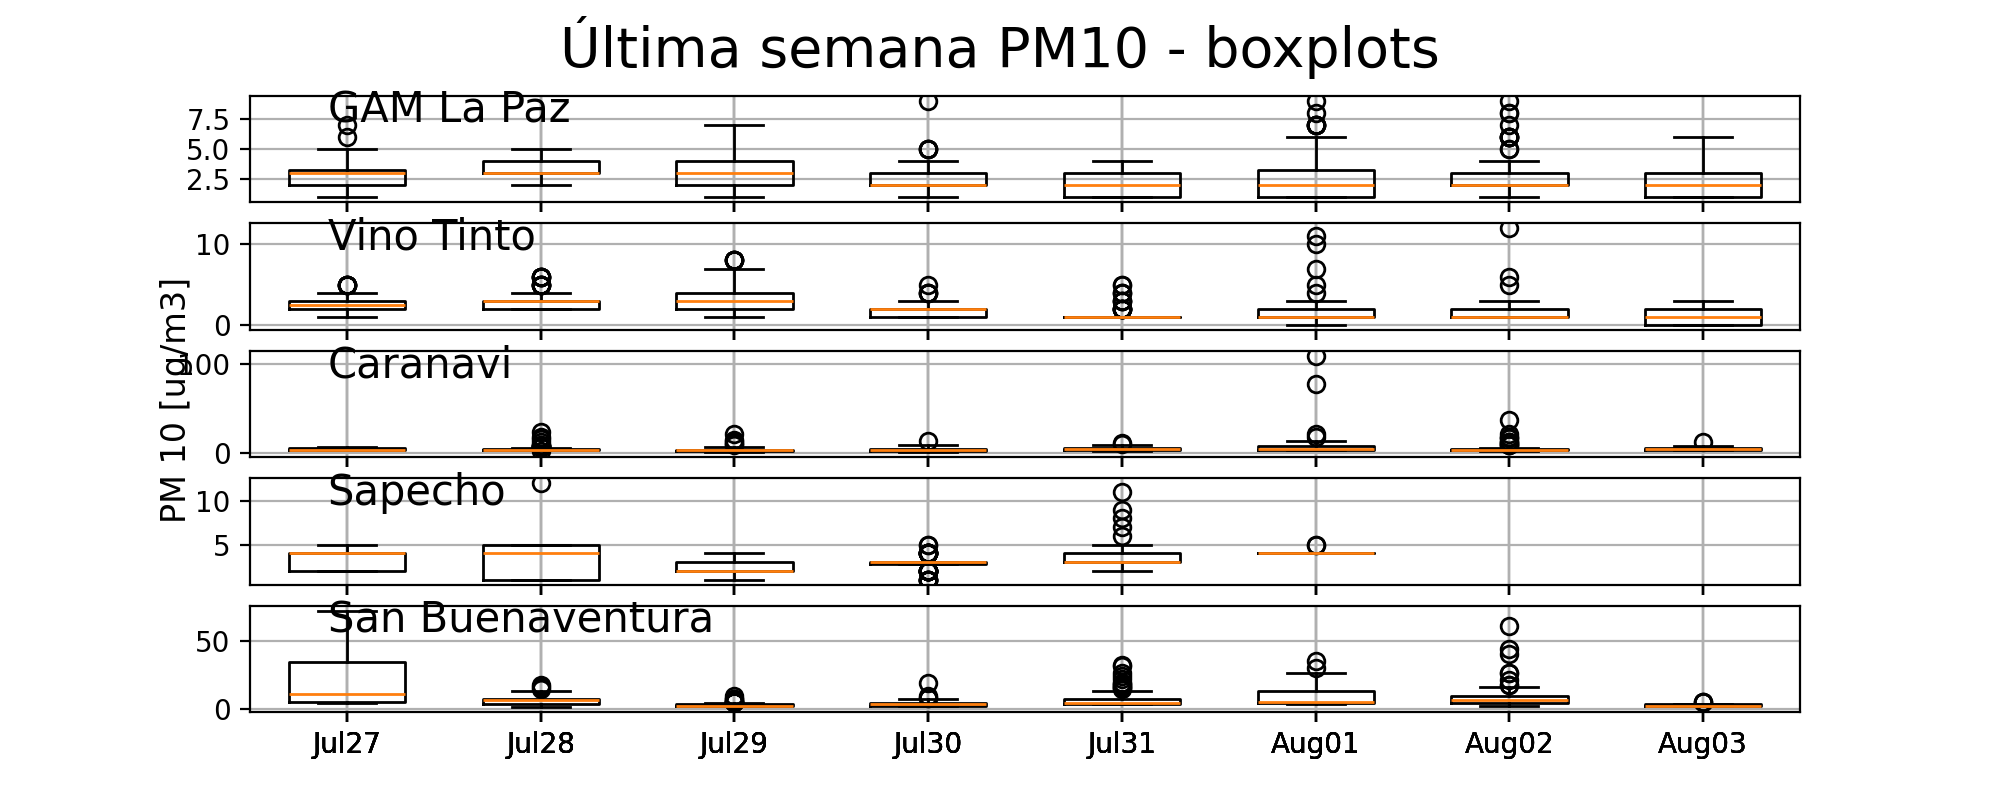 Última semana PM10 - boxplots
PM 10 [ug/m3]
GAM La Paz
7.5
5.0
2.5
Vino Tinto
10
0
Caranavi
100
0
Sapecho
10
5
San Buenaventura
50
0
Jul27 Jul28 Jul29 Jul30 Jul31 Aug01 Aug02 Aug03